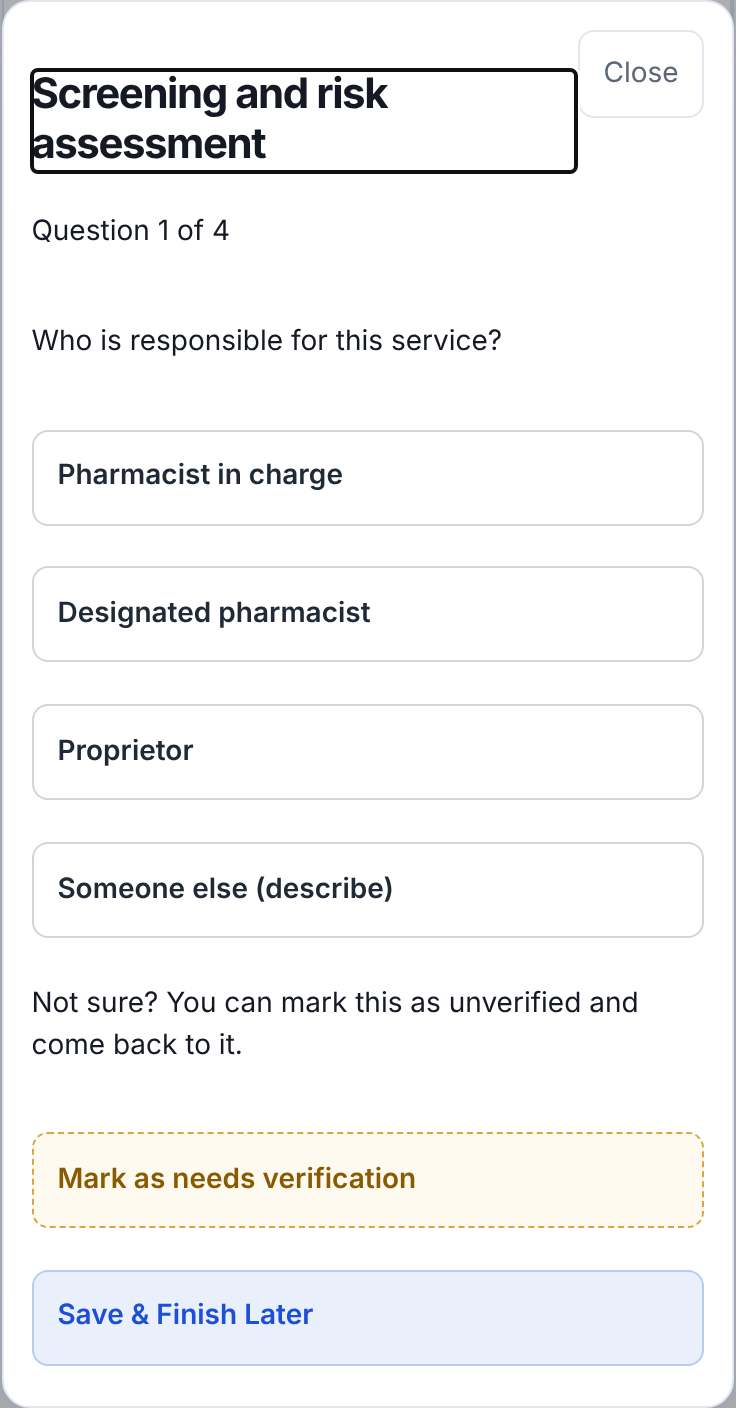 Close
Screening and risk
assessment
Question 1 of 4
Who is responsible for this service?
Pharmacist in charge
Designated pharmacist
Proprietor
Someone else (describe)
Not sure? You can mark this as unverified and
come back to it.
Mark as needs verification
Save & Finish Later